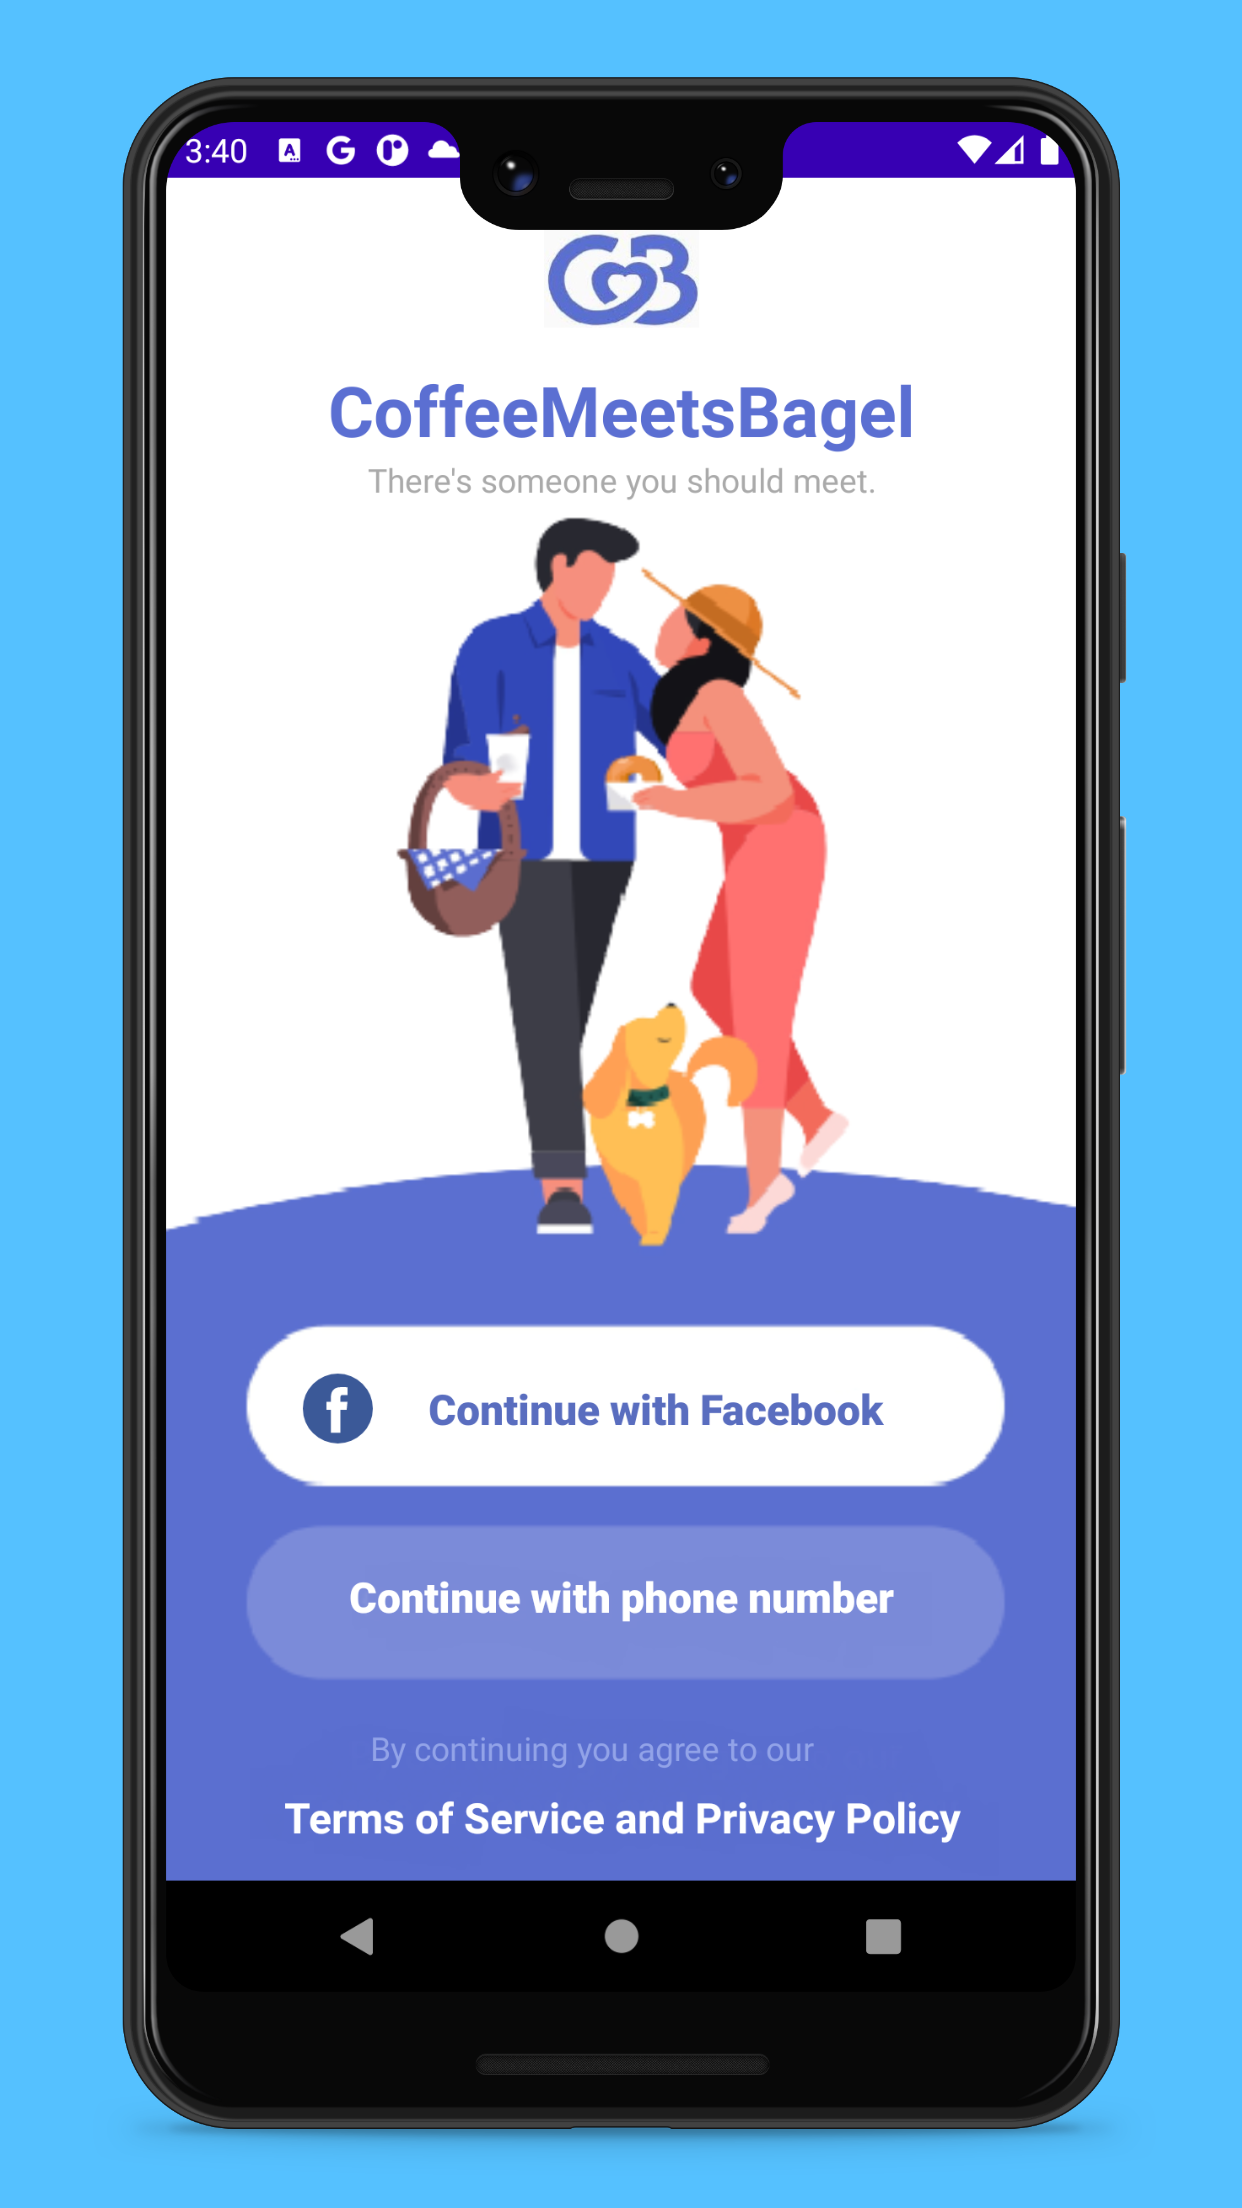 3:40
CoffeeMeetsBagel
There's someone you should meet.
Continue with Facebook
Continue with phone number
By continuing you agree to our
Terms of Service and Privacy Policy